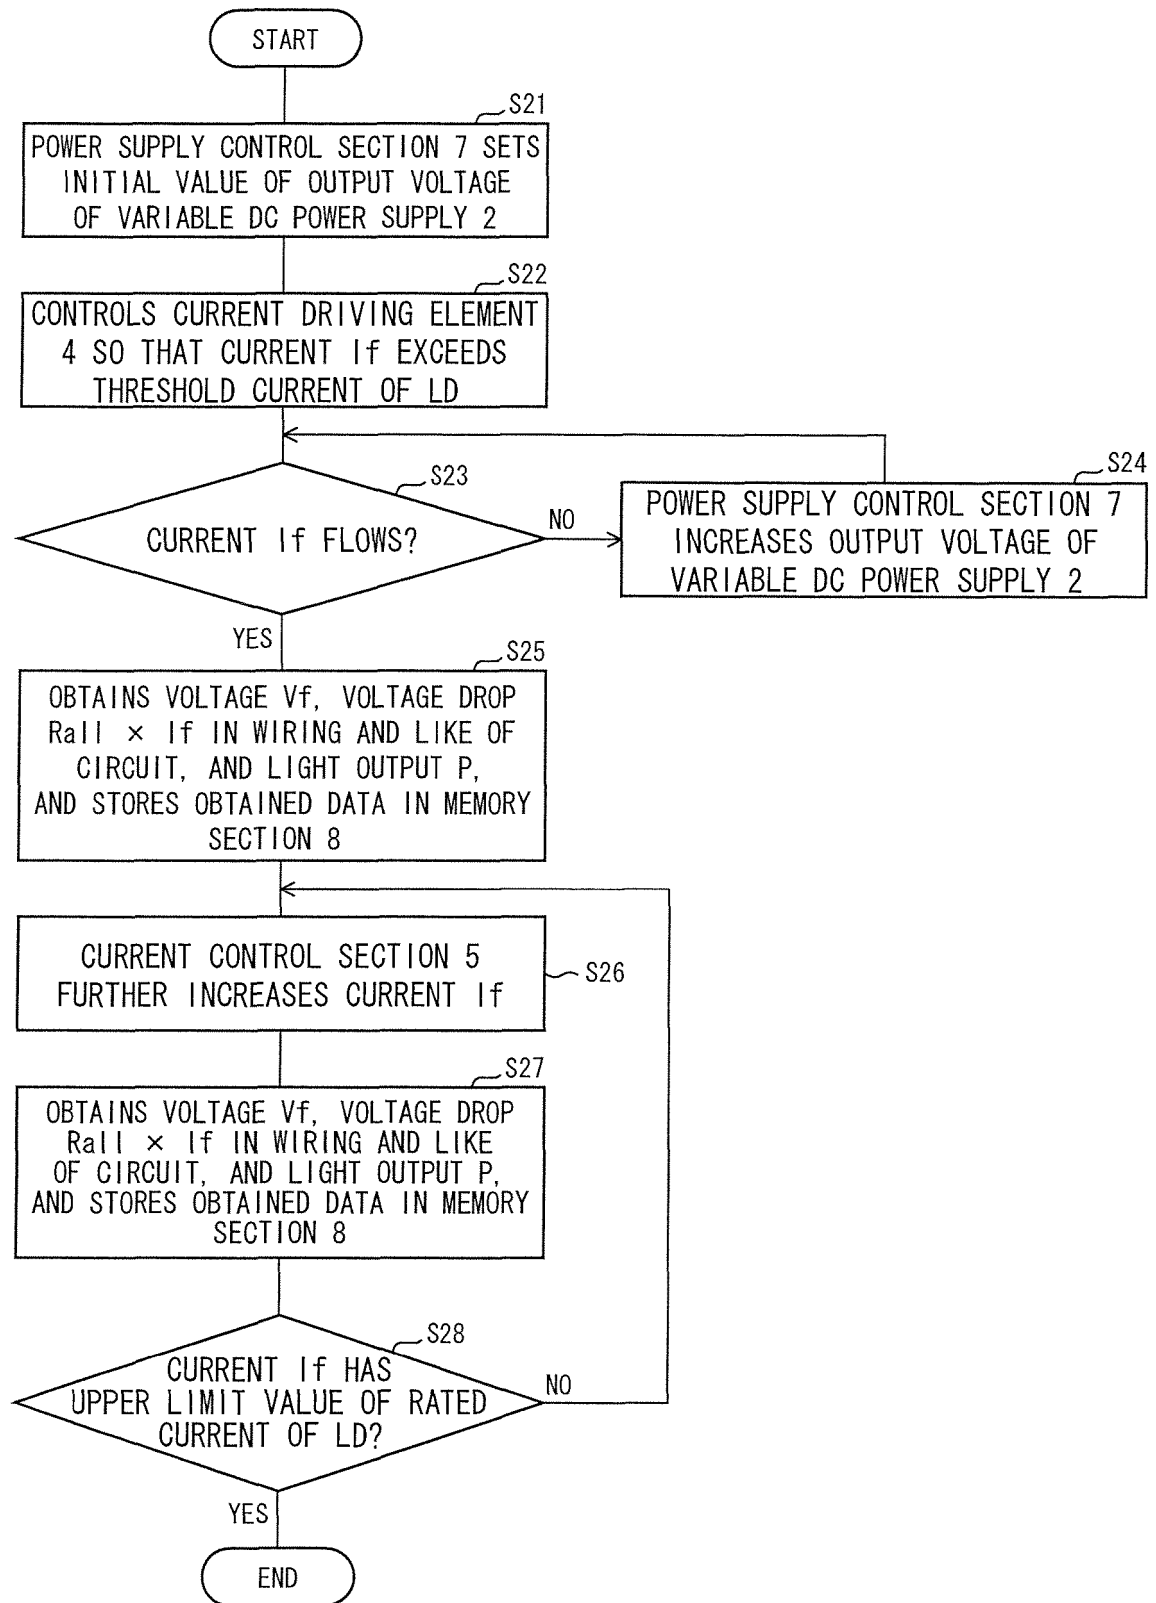 START
S21
POWER SUPPLY CONTROL SECTION 7 SETS
INITIAL VALUE OF OUTPUT VOLTAGE
OF VARIABLE DC POWER SUPPLY 2
S22
CONTROLS CURRENT DRIVING ELEMENT
4 SO THAT CURRENT If EXCEEDS
THRESHOLD CURRENT OF LD
S23
CURRENT If FLOWS?
NO
S24
POWER SUPPLY CONTROL SECTION 7
INCREASES OUTPUT VOLTAGE OF
VARIABLE DC POWER SUPPLY 2
YES
S25
OBTAINS VOLTAGE Vf, VOLTAGE DROP
Rall × If IN WIRING AND LIKE OF
CIRCUIT, AND LIGHT OUTPUT P,
AND STORES OBTAINED DATA IN MEMORY
SECTION 8
CURRENT CONTROL SECTION 5
FURTHER INCREASES CURRENT If
S26
S27
OBTAINS VOLTAGE Vf, VOLTAGE DROP
Rall × If IN WIRING AND LIKE
OF CIRCUIT, AND LIGHT OUTPUT P,
AND STORES OBTAINED DATA IN MEMORY
SECTION 8
S28
CURRENT If HAS
UPPER LIMIT VALUE OF RATED
CURRENT OF LD?
NO
YES
END